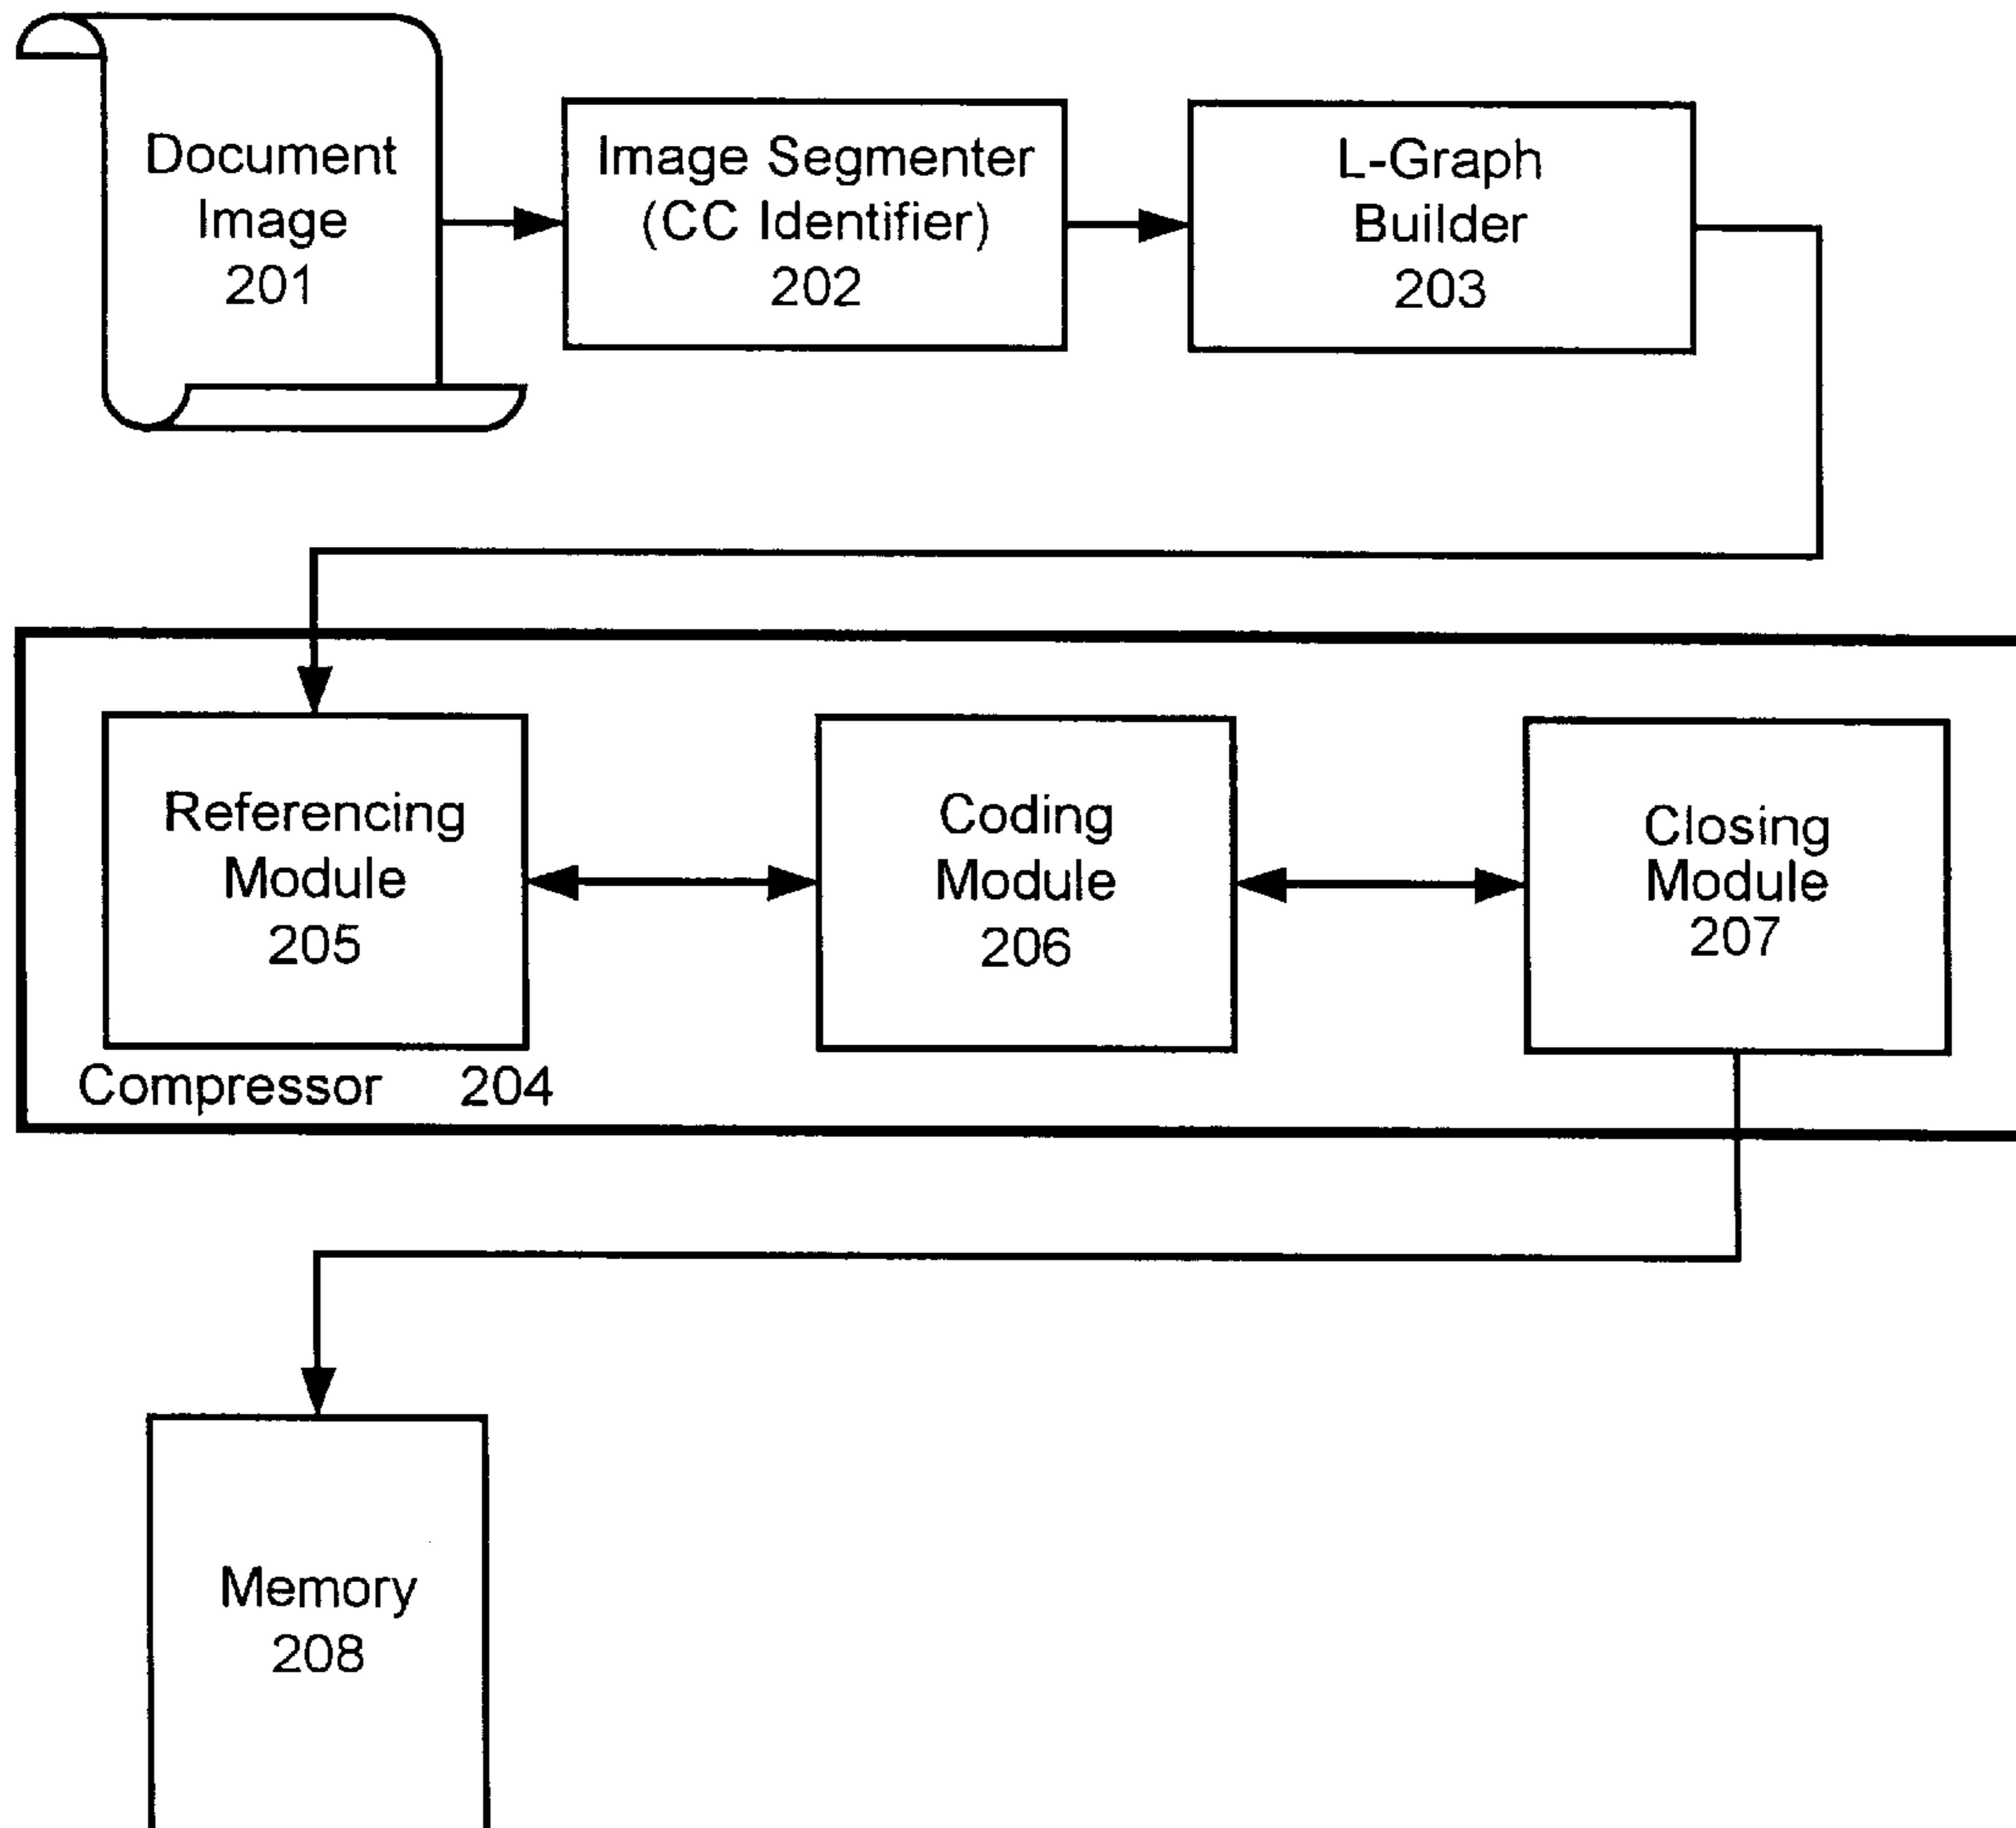 Document
Image
201
Image Segmenter
(CC Identifier)
202
L-Graph
Builder
203
Referencing
Module
205
Coding
Module
206
Closing
Module
207
Compressor 204
Memory
208